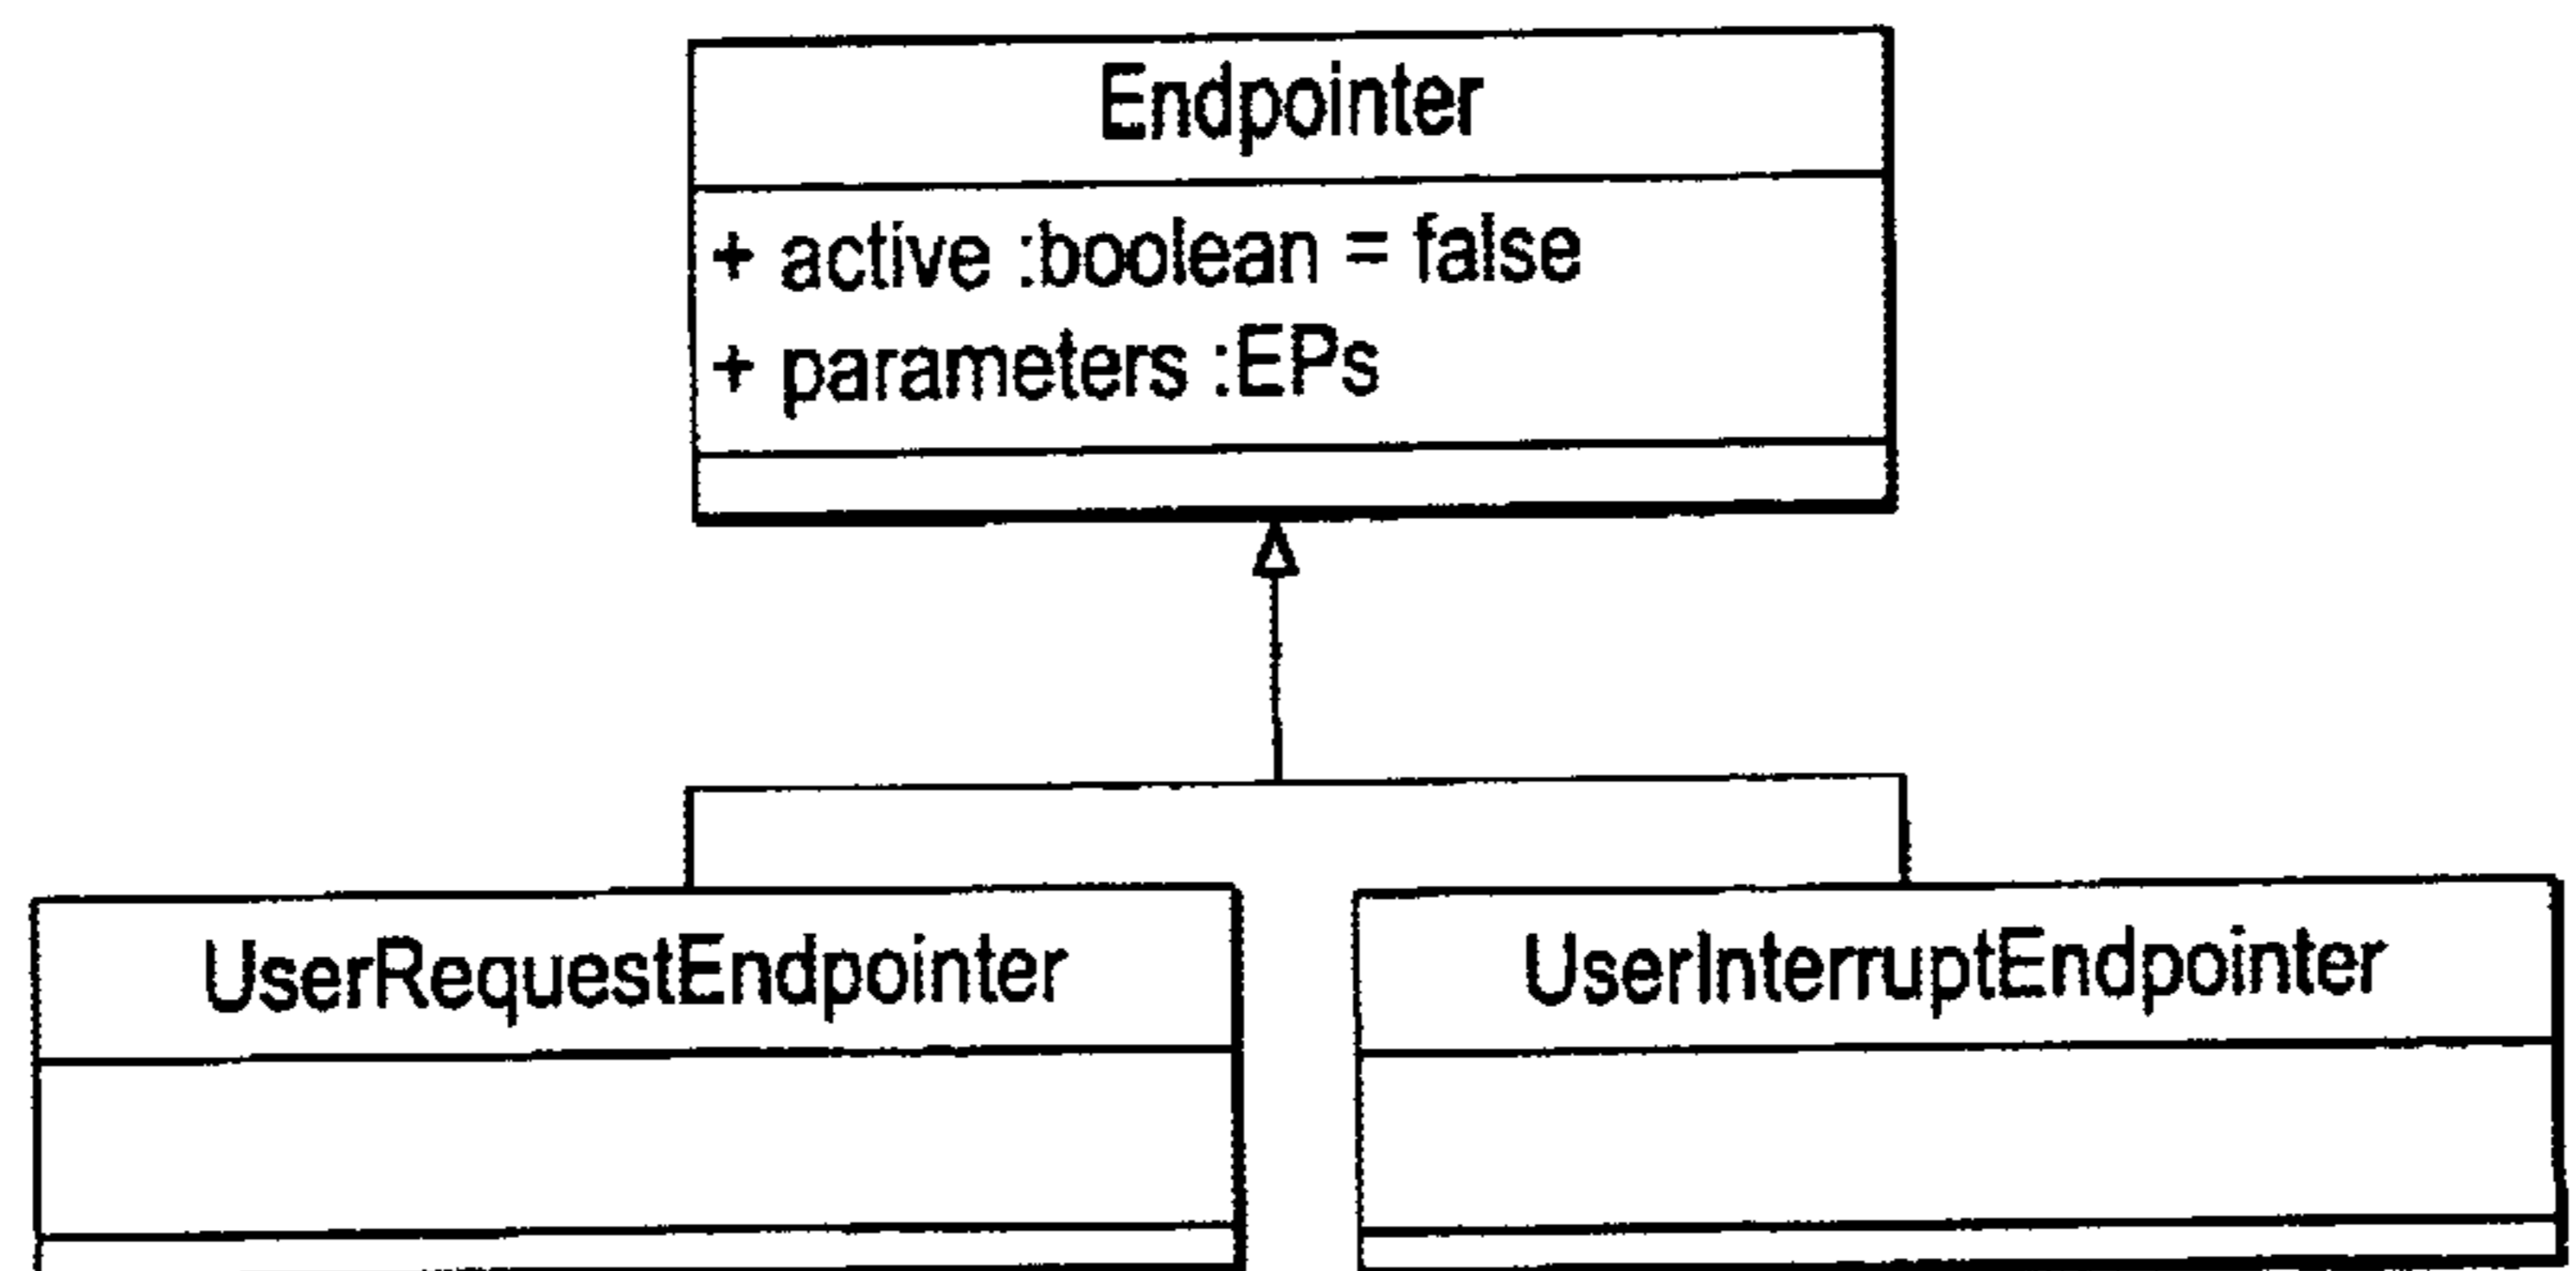 Endpointer
+ active :boolean = false
+ parameters :EPs
UserRequestEndpointer
UserInterruptEndpointer